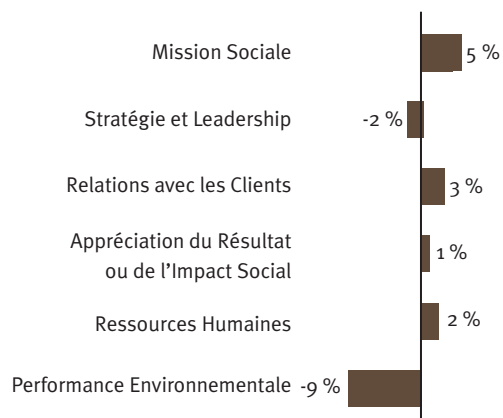 Mission Sociale 5 %
Stratégie et Leadership -2 %
Relations avec les Clients 3 %
Appréciation du Résultat
ou de l'Impact Social 1 %
Ressources Humaines 2 %
Performance Environnementale -9 %